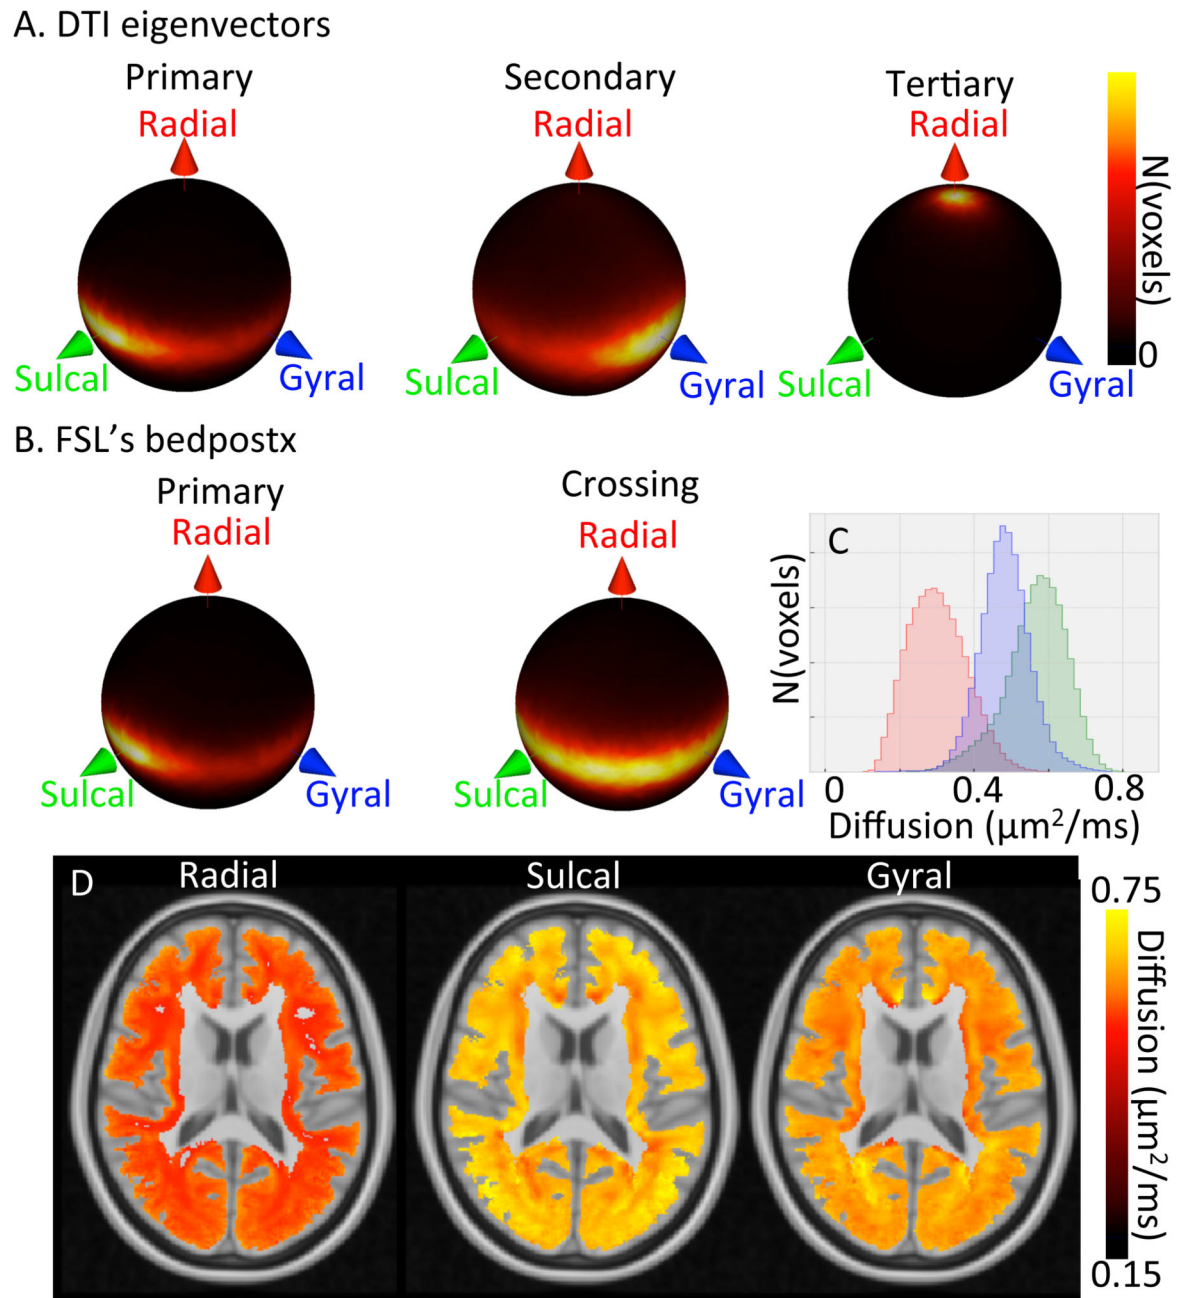 A. DTI eigenvectors
Primary Secondary Tertiary
Radial Radial Radial
N(voxels)
0
Sulcal Gyral Sulcal Gyral Sulcal Gyral
B. FSL’s bedpostx
Primary Crossing
Radial Radial
C
N(voxels)
Sulcal Gyral Sulcal Gyral
0 0.4 0.8
Diffusion (μm²/ms)
D Radial Sulcal Gyral
0.75
Diffusion (μm²/ms)
0.15